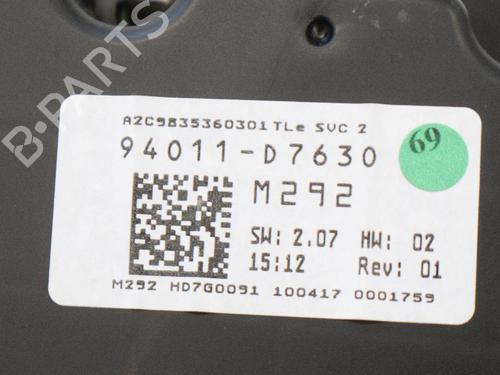 B-PARTS
A2C9835360301 TLe SVC 2
94011-D7630
69
M292
SW: 2.07 HW: 02
15:12 Rev: 01
M292 HD7G0091 100417 0001759